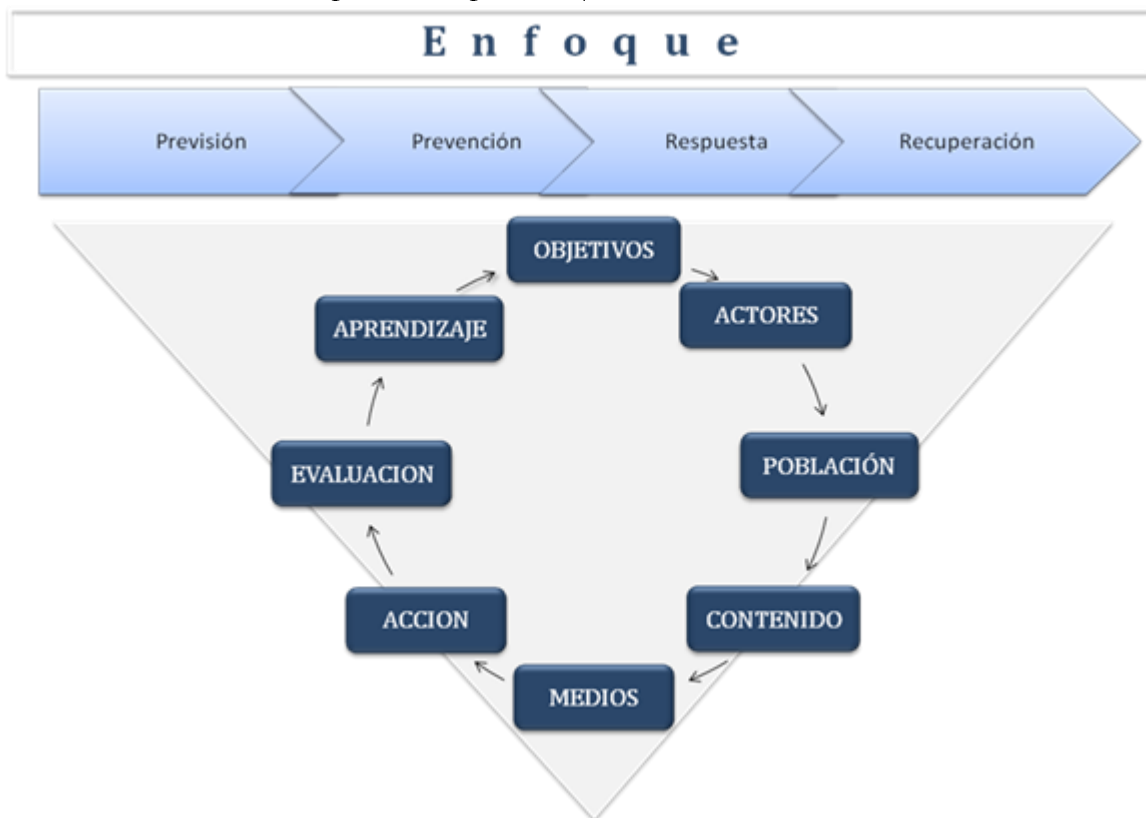 E n f o q u e
Previsión
Prevención
Respuesta
Recuperación
OBJETIVOS
ACTORES
POBLACIÓN
CONTENIDO
MEDIOS
ACCION
EVALUACION
APRENDIZAJE